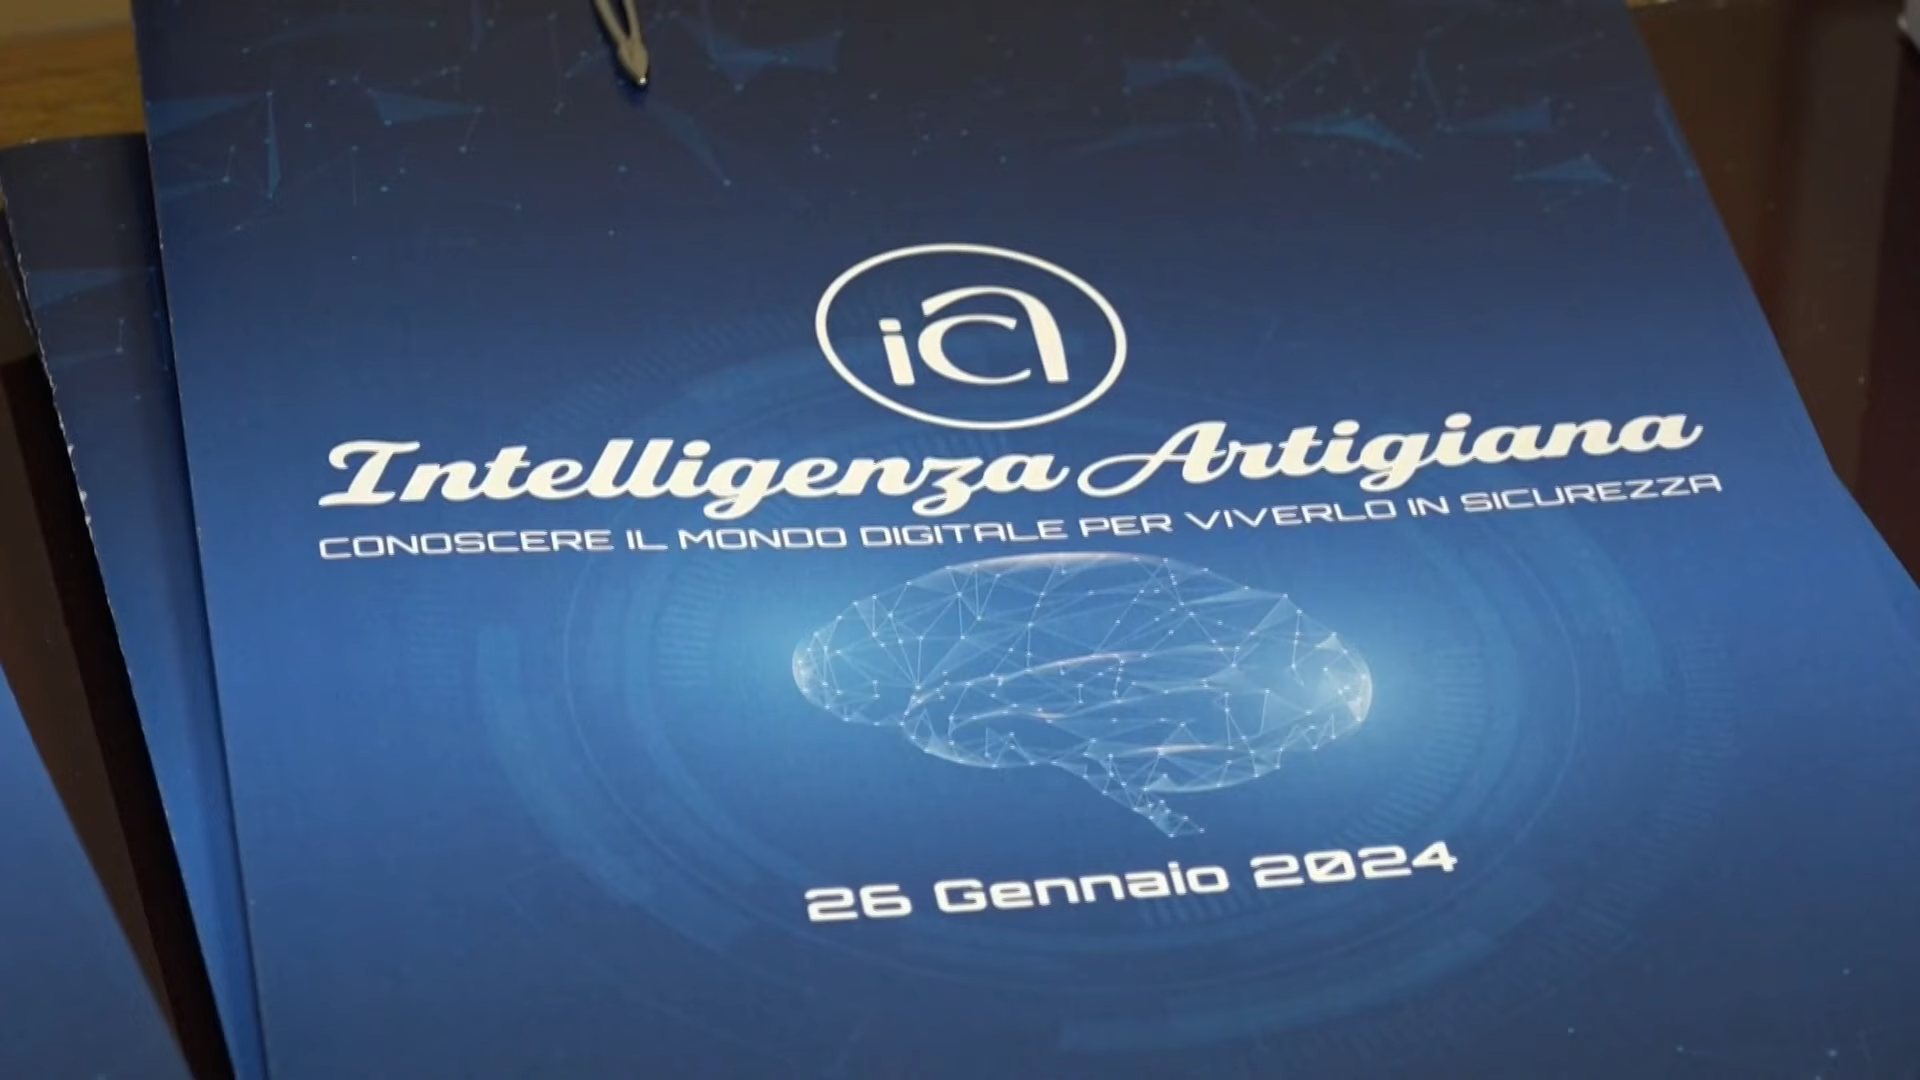 iA
Intelligenza Artigiana
CONOSCERE IL MONDO DIGITALE PER VIVERLO IN SICUREZZA
26 Gennaio 2024